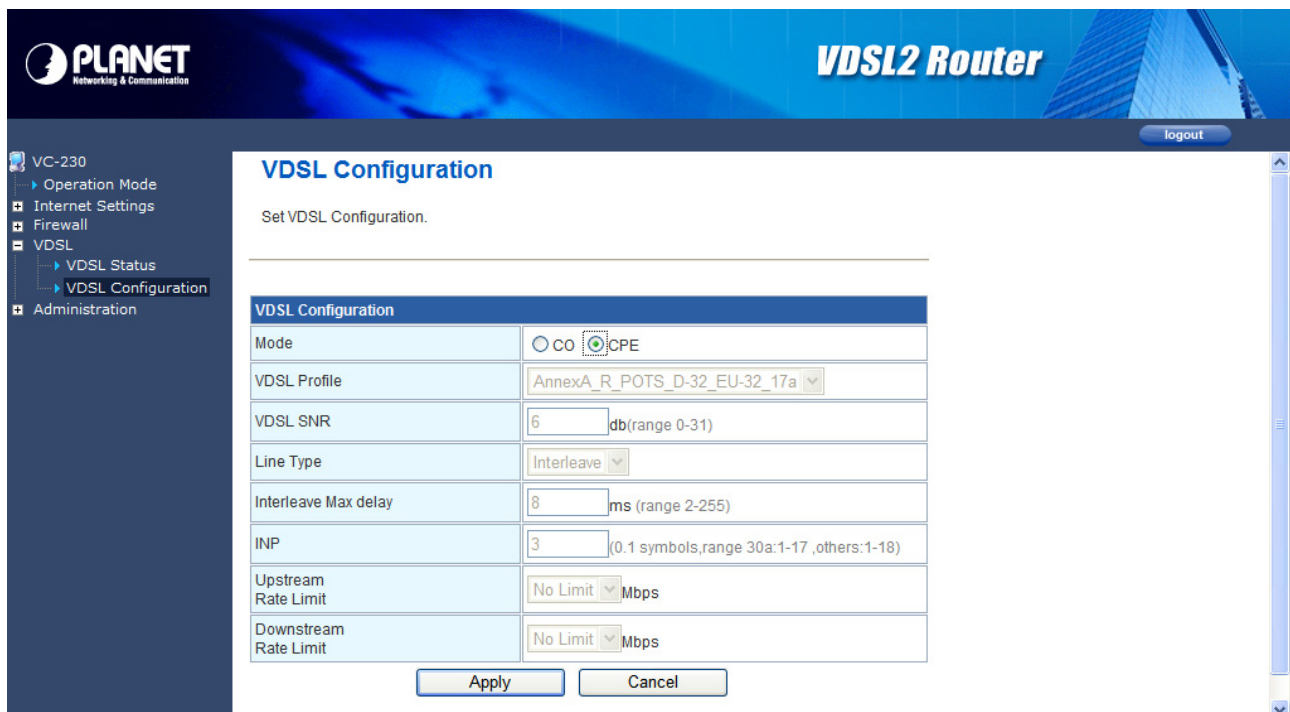 PLANET
Networking & Communication
VDSL2 Router
logout
VC-230
Operation Mode
Internet Settings
Firewall
VDSL
VDSL Status
VDSL Configuration
Administration
VDSL Configuration
Set VDSL Configuration.
VDSL Configuration
Mode CO CPE
VDSL Profile AnnexA_R_POTS_D-32_EU-32_17a
VDSL SNR 6 db(range 0-31)
Line Type Interleave
Interleave Max delay 8 ms (range 2-255)
INP 3 (0.1 symbols,range 30a:1-17 ,others:1-18)
Upstream
Rate Limit No Limit Mbps
Downstream
Rate Limit No Limit Mbps
Apply Cancel